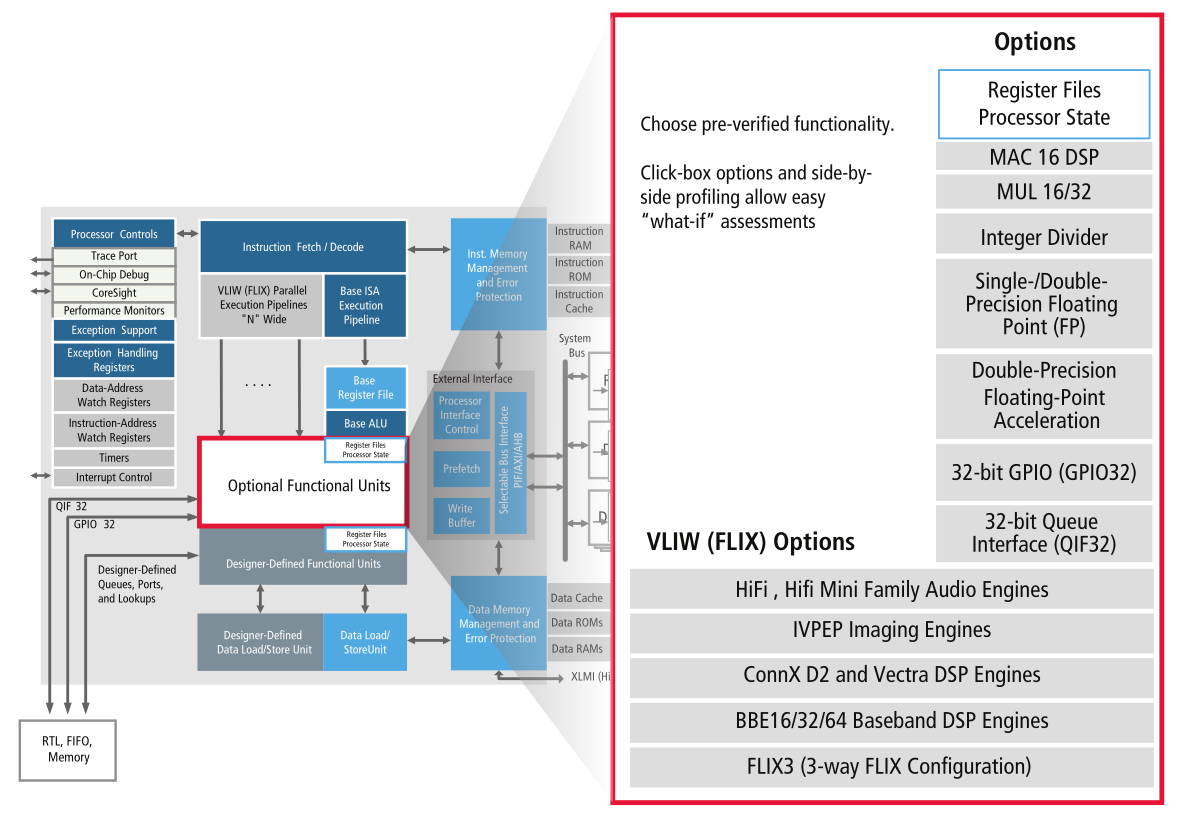 Processor Controls
Trace Port
On-Chip Debug
CoreSight
Performance Monitors
Exception Support
Exception Handling
Registers
Data-Address
Watch Registers
Instruction-Address
Watch Registers
Timers
Interrupt Control
QIF 32
GPIO 32
Designer-Defined
Queues, Ports,
and Lookups
RTL, FIFO,
Memory
Instruction Fetch / Decode
VLIW (FLIX) Parallel
Execution Pipelines
"N" Wide
Base ISA
Execution
Pipeline
. . . .
Base
Register File
Base ALU
Register Files
Processor State
Optional Functional Units
Register Files
Processor State
Designer-Defined Functional Units
Designer-Defined
Data Load/Store Unit
Data Load/
StoreUnit
Inst. Memory
Management
and Error
Protection
External Interface
Processor
Interface
Control
Prefetch
Write
Buffer
Selectable Bus Interface
PIF/AXI/AHB
Data Memory
Management and
Error Protection
Instruction
RAM
Instruction
ROM
Instruction
Cache
System
Bus
Data Cache
Data ROMs
Data RAMs
XLMI (Hi
Options
Choose pre-verified functionality.
Click-box options and side-by-
side profiling allow easy
“what-if” assessments
Register Files
Processor State
MAC 16 DSP
MUL 16/32
Integer Divider
Single-/Double-
Precision Floating
Point (FP)
Double-Precision
Floating-Point
Acceleration
32-bit GPIO (GPIO32)
32-bit Queue
Interface (QIF32)
VLIW (FLIX) Options
HiFi , Hifi Mini Family Audio Engines
IVPEP Imaging Engines
ConnX D2 and Vectra DSP Engines
BBE16/32/64 Baseband DSP Engines
FLIX3 (3-way FLIX Configuration)